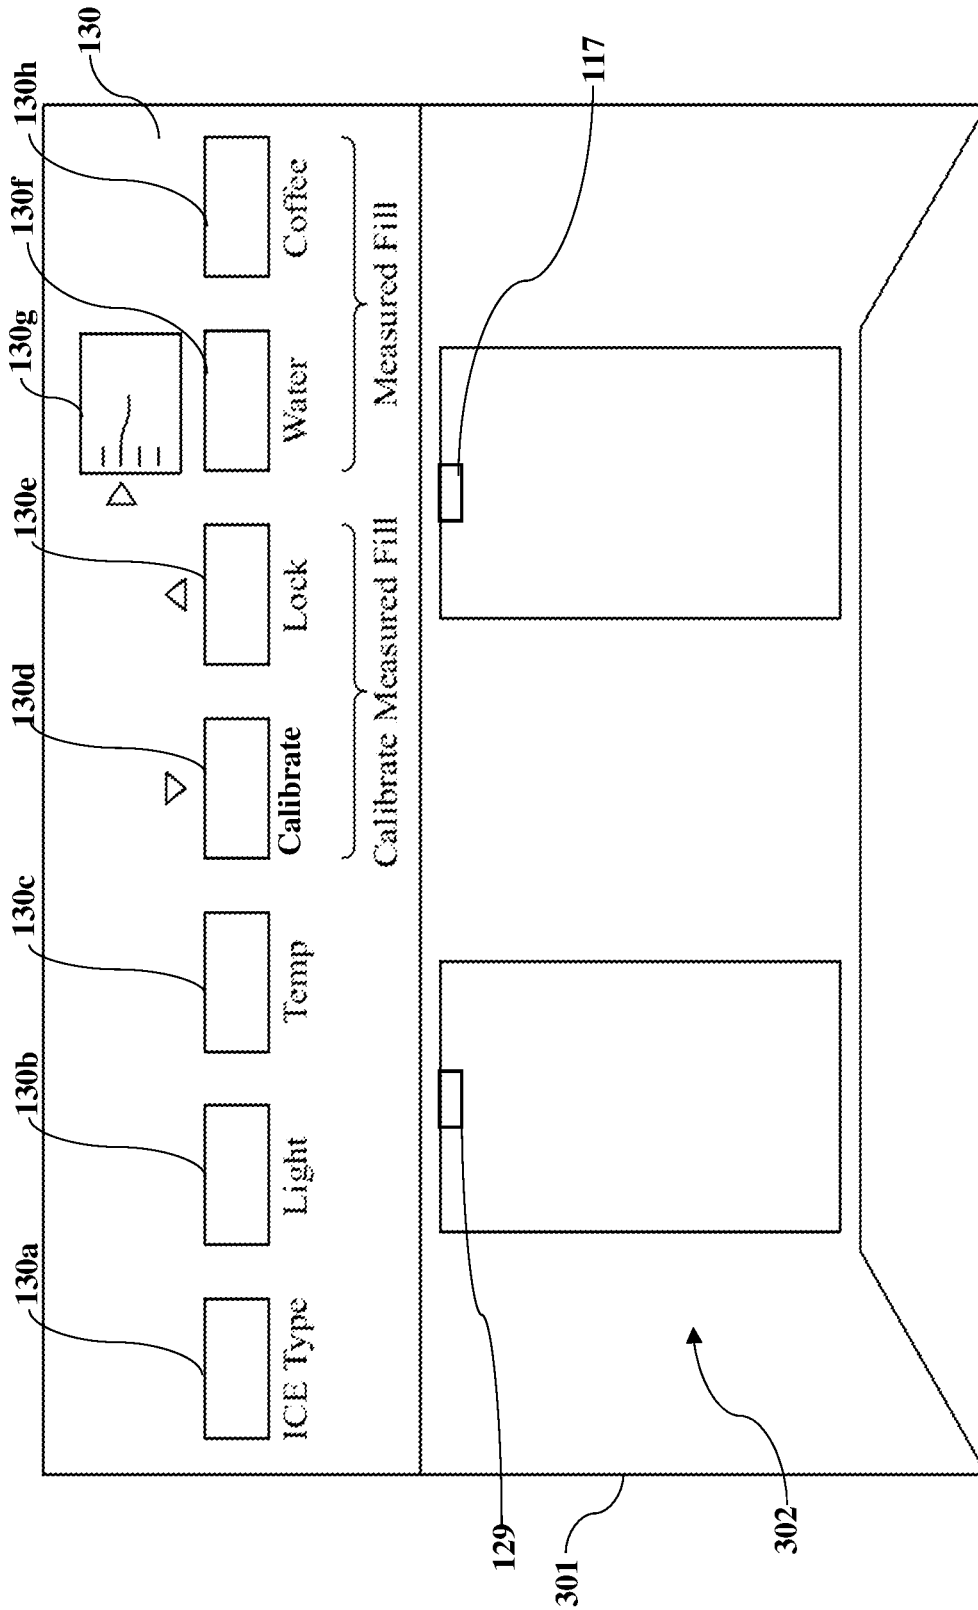 130
130a
130b
130c
130d
130e
130g
130f
130h
ICE Type
Light
Temp
Calibrate
Lock
Water
Coffee
Calibrate Measured Fill
Measured Fill
129
117
301
302